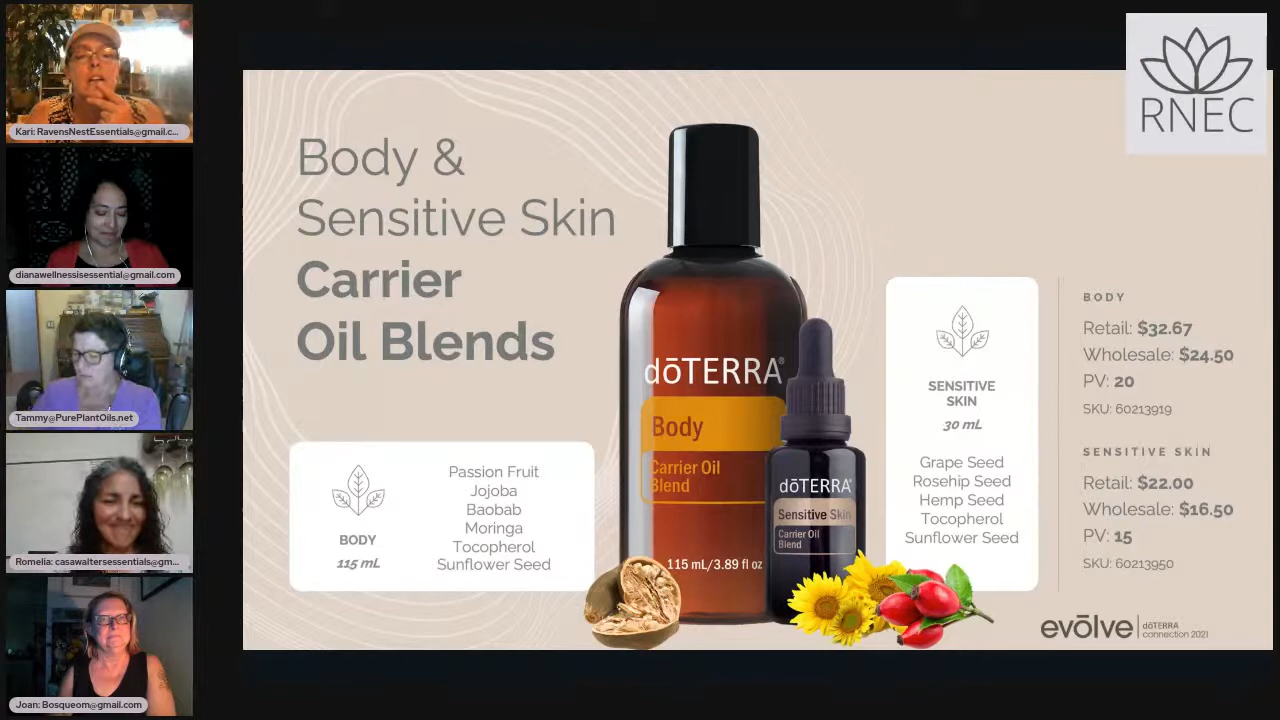 Kari: RavensNestEssentials@gmail.c...
dianawellnessisessential@gmail.com
Tammy@PurePlantOils.net
Romelia: casawaltersessentials@gm...
Joan: Bosqueom@gmail.com
RNEC
Body &
Sensitive Skin
Carrier
Oil Blends
BODY
115 mL
Passion Fruit
Jojoba
Baobab
Moringa
Tocopherol
Sunflower Seed
dōTERRA®
Body
Carrier Oil
Blend
115 mL/3.89 fl oz
dōTERRA®
Sensitive Skin
Carrier Oil
Blend
SENSITIVE
SKIN
30 mL
Grape Seed
Rosehip Seed
Hemp Seed
Tocopherol
Sunflower Seed
BODY
Retail: $32.67
Wholesale: $24.50
PV: 20
SKU: 60213919
SENSITIVE SKIN
Retail: $22.00
Wholesale: $16.50
PV: 15
SKU: 60213950
evōlve
dōTERRA
connection 2021